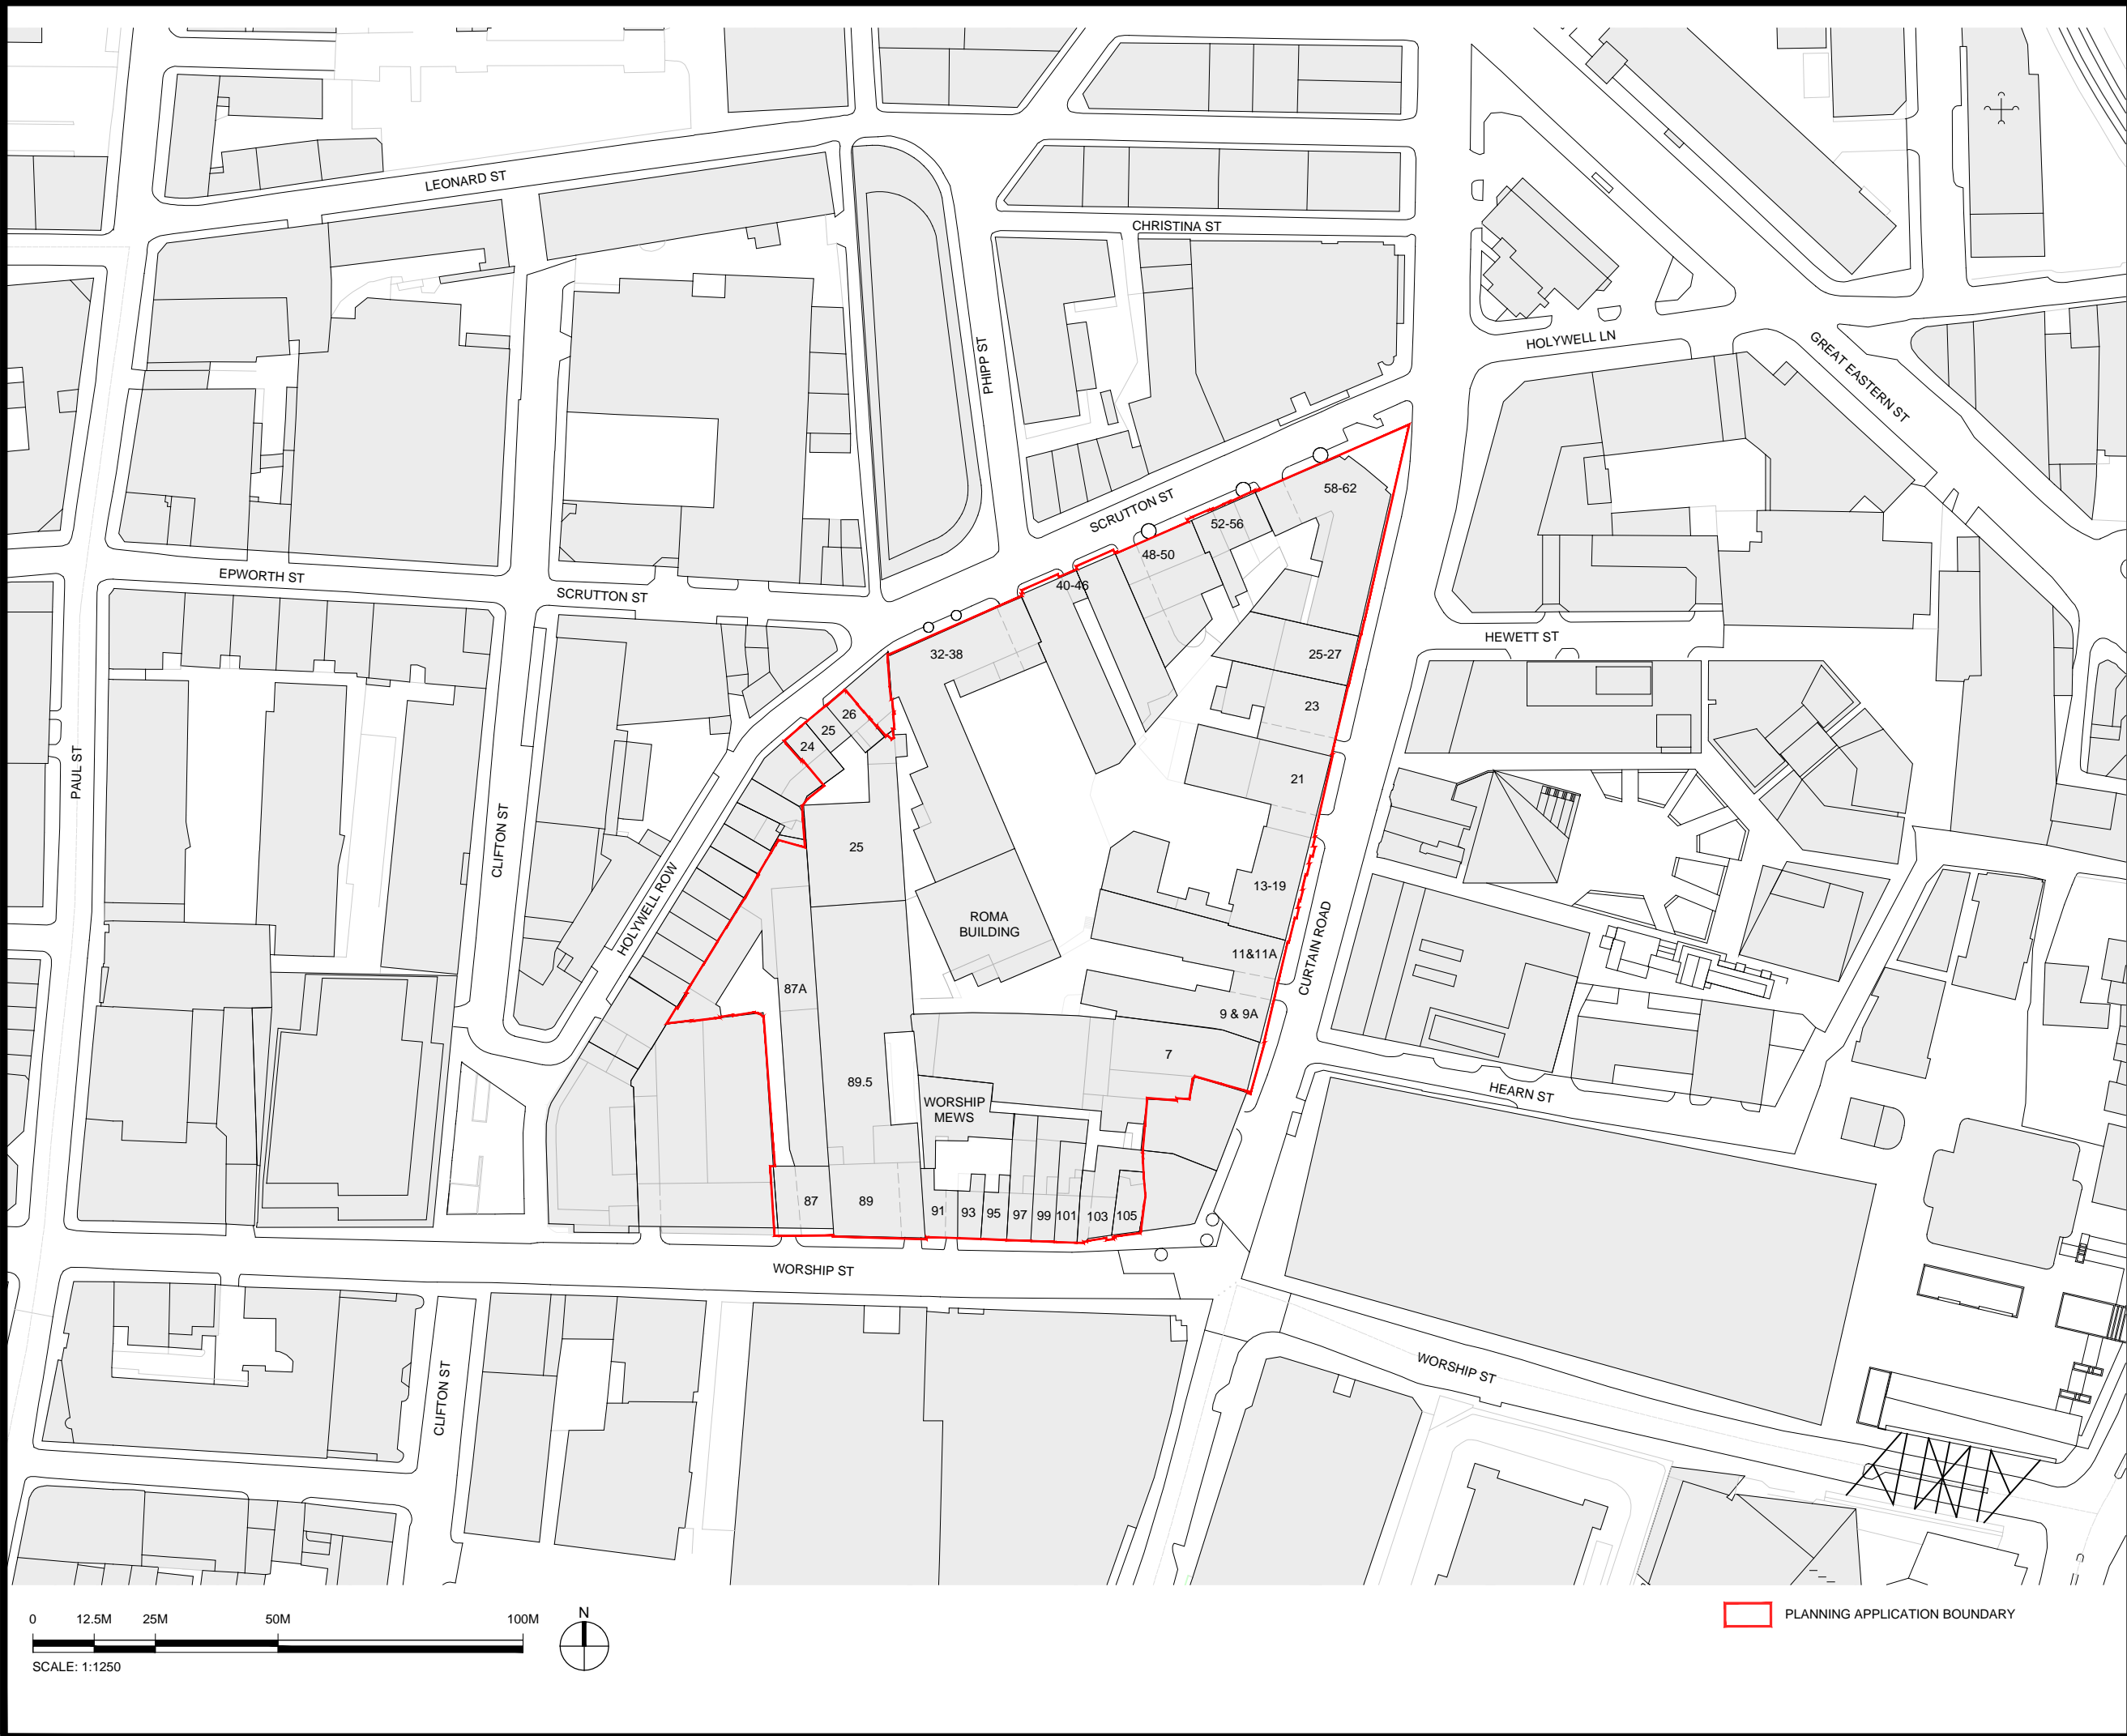 LEONARD ST
CHRISTINA ST
PHIPP ST
HOLYWELL LN
GREAT EASTERN ST
SCRUTTON ST
58-62
52-56
48-50
40-46
EPWORTH ST
SCRUTTON ST
HEWETT ST
32-38
25-27
23
26
25
24
21
PAUL ST
CLIFTON ST
HOLYWELL ROW
25
13-19
ROMA
BUILDING
11&11A
CURTAIN ROAD
87A
9 & 9A
7
89.5
WORSHIP
MEWS
HEARN ST
87
89
91
93
95
97
99
101
103
105
WORSHIP ST
CLIFTON ST
WORSHIP ST
0 12.5M 25M 50M 100M
SCALE: 1:1250
N
PLANNING APPLICATION BOUNDARY